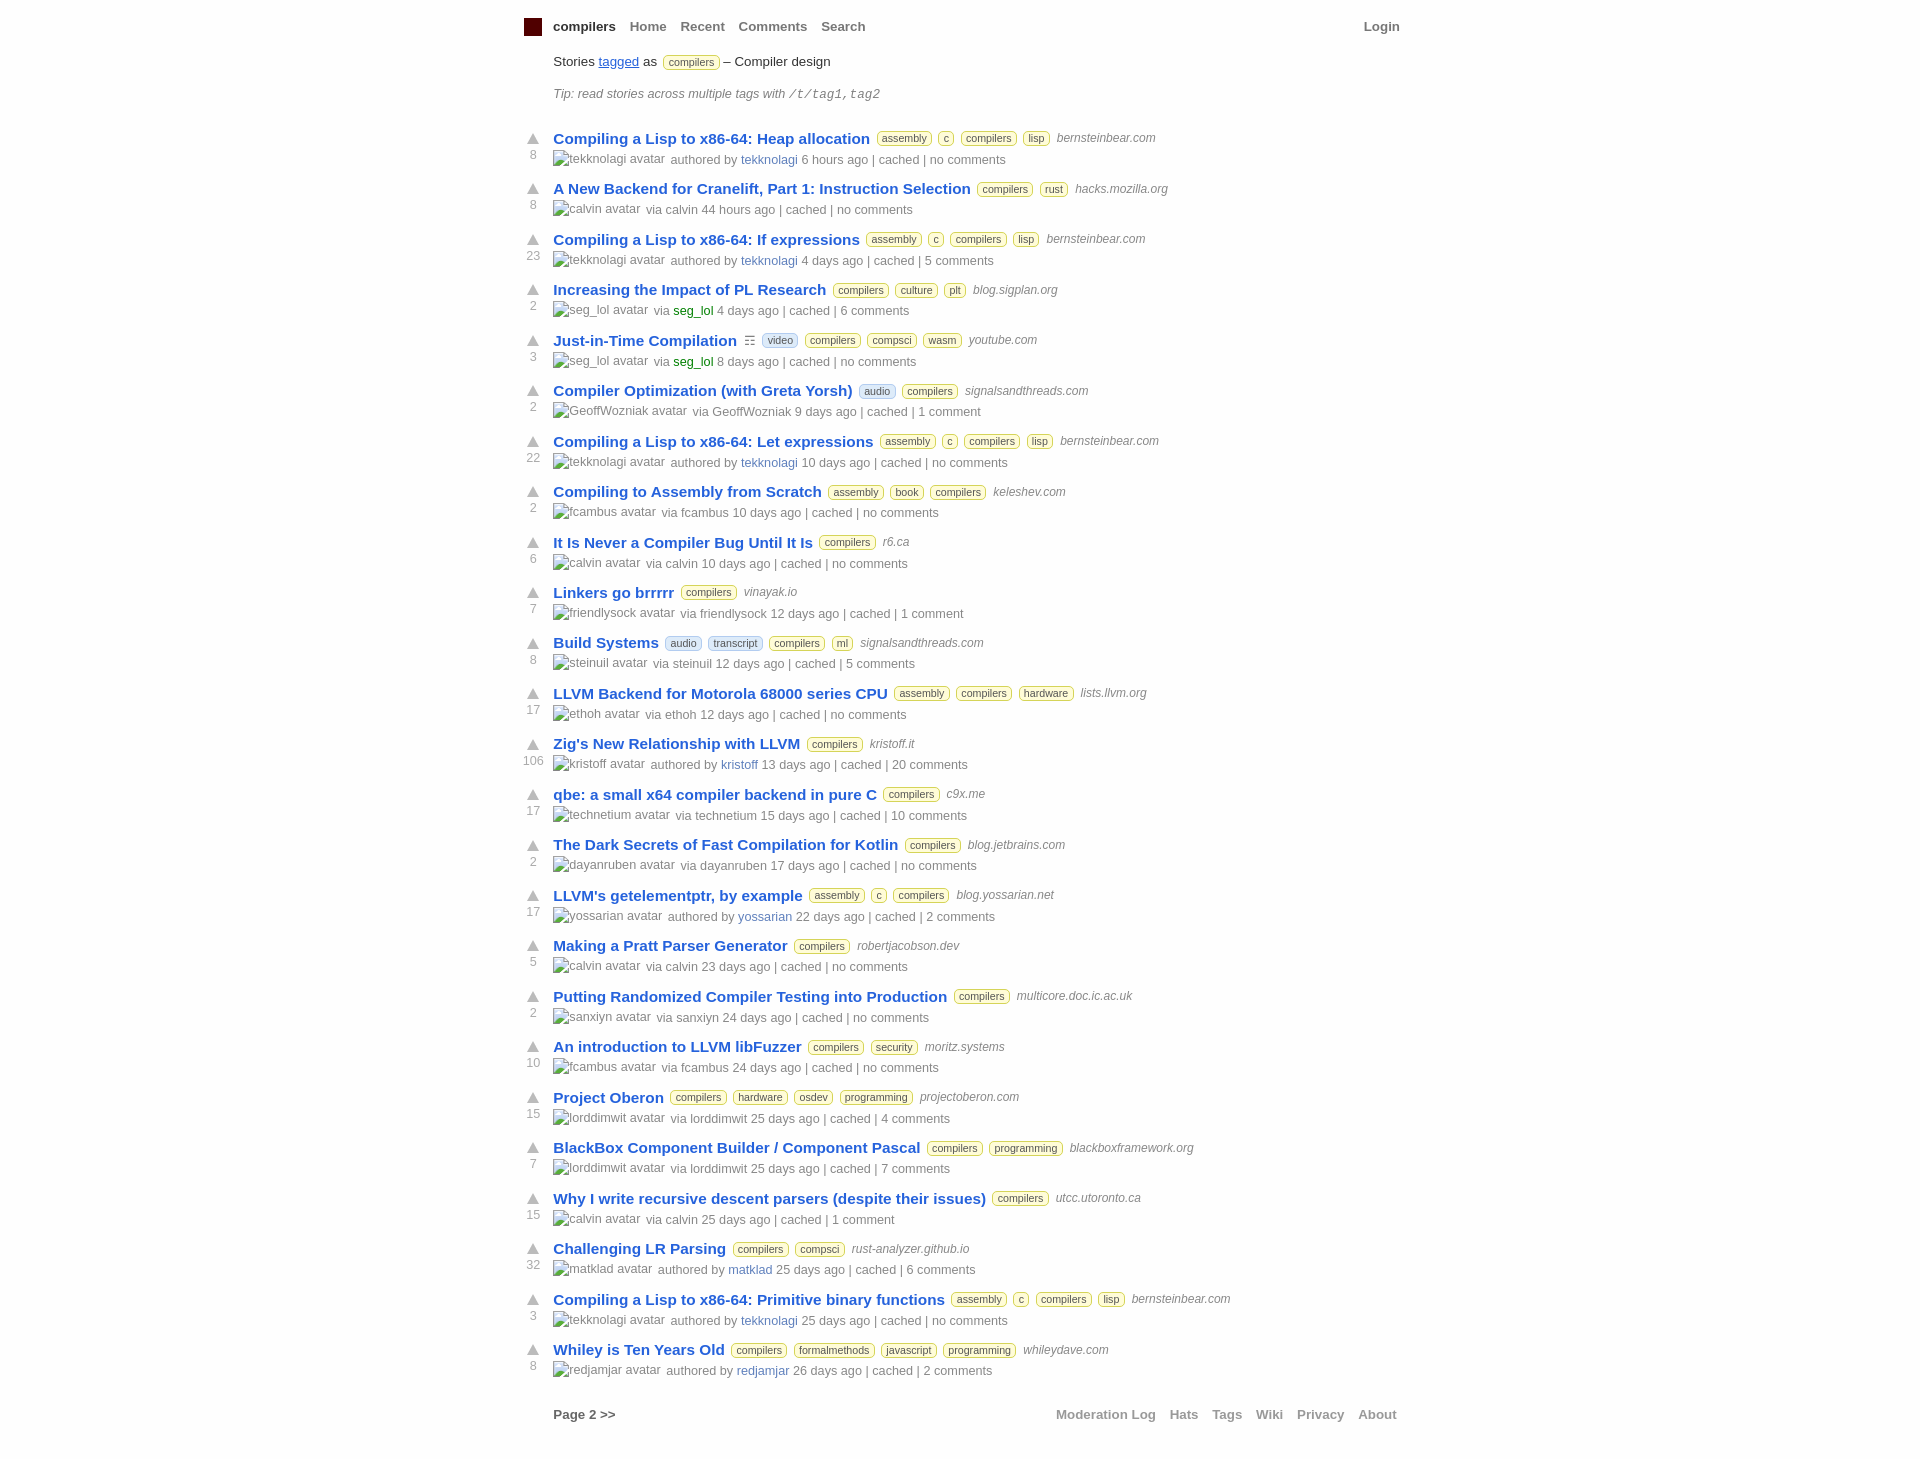 compilers Home Recent Comments Search Login
Stories tagged as compilers – Compiler design
Tip: read stories across multiple tags with /t/tag1,tag2
Compiling a Lisp to x86-64: Heap allocation assembly c compilers lisp bernsteinbear.com
8 tekknolagi avatar authored by tekknolagi 6 hours ago | cached | no comments
A New Backend for Cranelift, Part 1: Instruction Selection compilers rust hacks.mozilla.org
8 calvin avatar via calvin 44 hours ago | cached | no comments
Compiling a Lisp to x86-64: If expressions assembly c compilers lisp bernsteinbear.com
23 tekknolagi avatar authored by tekknolagi 4 days ago | cached | 5 comments
Increasing the Impact of PL Research compilers culture plt blog.sigplan.org
2 seg_lol avatar via seg_lol 4 days ago | cached | 6 comments
Just-in-Time Compilation ☶ video compilers compsci wasm youtube.com
3 seg_lol avatar via seg_lol 8 days ago | cached | no comments
Compiler Optimization (with Greta Yorsh) audio compilers signalsandthreads.com
2 GeoffWozniak avatar via GeoffWozniak 9 days ago | cached | 1 comment
Compiling a Lisp to x86-64: Let expressions assembly c compilers lisp bernsteinbear.com
22 tekknolagi avatar authored by tekknolagi 10 days ago | cached | no comments
Compiling to Assembly from Scratch assembly book compilers keleshev.com
2 fcambus avatar via fcambus 10 days ago | cached | no comments
It Is Never a Compiler Bug Until It Is compilers r6.ca
6 calvin avatar via calvin 10 days ago | cached | no comments
Linkers go brrrrr compilers vinayak.io
7 friendlysock avatar via friendlysock 12 days ago | cached | 1 comment
Build Systems audio transcript compilers ml signalsandthreads.com
8 steinuil avatar via steinuil 12 days ago | cached | 5 comments
LLVM Backend for Motorola 68000 series CPU assembly compilers hardware lists.llvm.org
17 ethoh avatar via ethoh 12 days ago | cached | no comments
Zig's New Relationship with LLVM compilers kristoff.it
106 kristoff avatar authored by kristoff 13 days ago | cached | 20 comments
qbe: a small x64 compiler backend in pure C compilers c9x.me
17 technetium avatar via technetium 15 days ago | cached | 10 comments
The Dark Secrets of Fast Compilation for Kotlin compilers blog.jetbrains.com
2 dayanruben avatar via dayanruben 17 days ago | cached | no comments
LLVM's getelementptr, by example assembly c compilers blog.yossarian.net
17 yossarian avatar authored by yossarian 22 days ago | cached | 2 comments
Making a Pratt Parser Generator compilers robertjacobson.dev
5 calvin avatar via calvin 23 days ago | cached | no comments
Putting Randomized Compiler Testing into Production compilers multicore.doc.ic.ac.uk
2 sanxiyn avatar via sanxiyn 24 days ago | cached | no comments
An introduction to LLVM libFuzzer compilers security moritz.systems
10 fcambus avatar via fcambus 24 days ago | cached | no comments
Project Oberon compilers hardware osdev programming projectoberon.com
15 lorddimwit avatar via lorddimwit 25 days ago | cached | 4 comments
BlackBox Component Builder / Component Pascal compilers programming blackboxframework.org
7 lorddimwit avatar via lorddimwit 25 days ago | cached | 7 comments
Why I write recursive descent parsers (despite their issues) compilers utcc.utoronto.ca
15 calvin avatar via calvin 25 days ago | cached | 1 comment
Challenging LR Parsing compilers compsci rust-analyzer.github.io
32 matklad avatar authored by matklad 25 days ago | cached | 6 comments
Compiling a Lisp to x86-64: Primitive binary functions assembly c compilers lisp bernsteinbear.com
3 tekknolagi avatar authored by tekknolagi 25 days ago | cached | no comments
Whiley is Ten Years Old compilers formalmethods javascript programming whileydave.com
8 redjamjar avatar authored by redjamjar 26 days ago | cached | 2 comments
Page 2 >> Moderation Log Hats Tags Wiki Privacy About